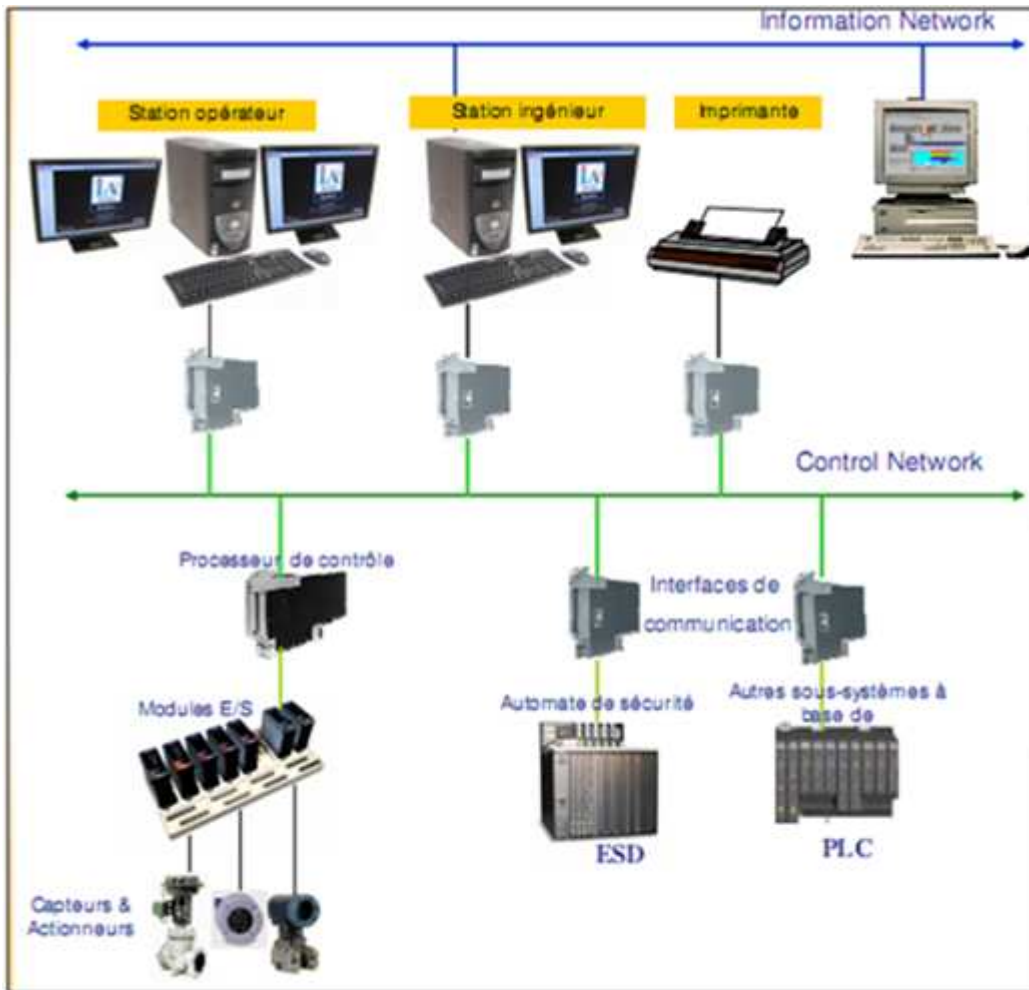 Information Network
Station opérateur
Station ingénieur
Imprimante
Control Network
Processeur de contrôle
Interfaces de
communication
Modules E/S
Automate de sécurité
Autres sous-systèmes à
base de
ESD
PLC
Capteurs &
Actionneurs